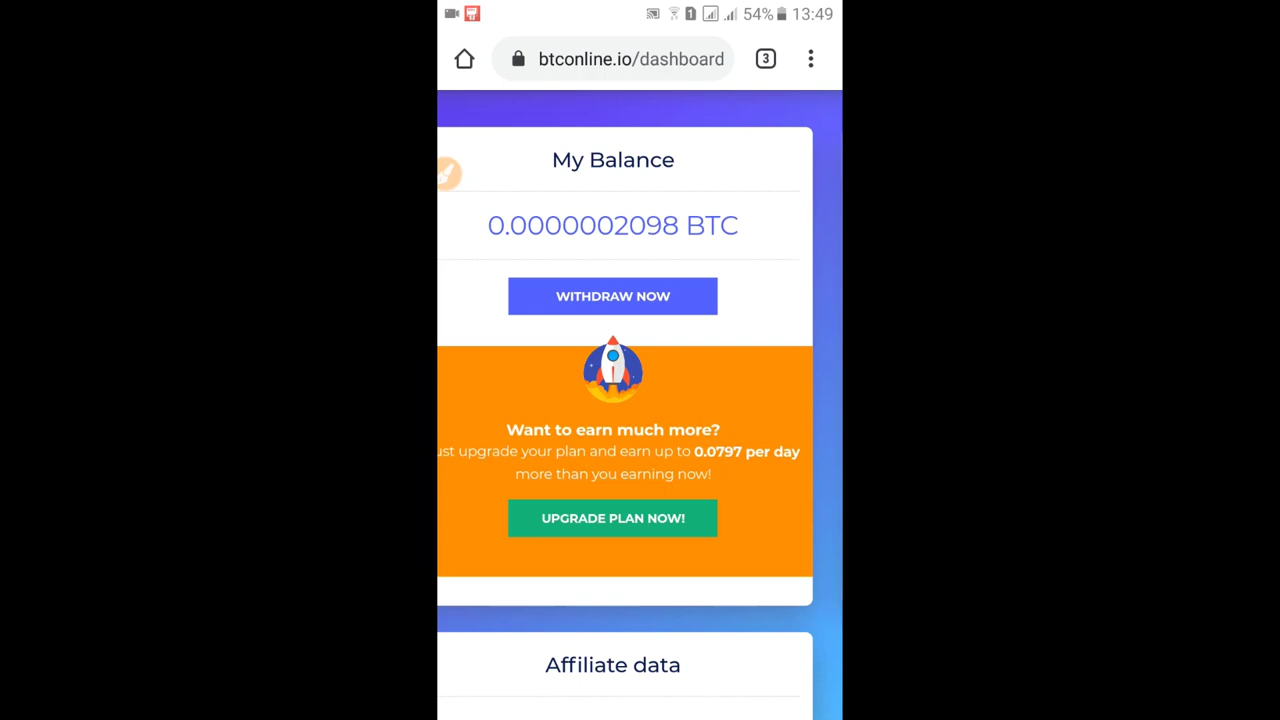 1 54% 13:49
btconline.io/dashboard 3
My Balance
0.0000002098 BTC
WITHDRAW NOW
Want to earn much more?
ust upgrade your plan and earn up to 0.0797 per day
more than you earning now!
UPGRADE PLAN NOW!
Affiliate data